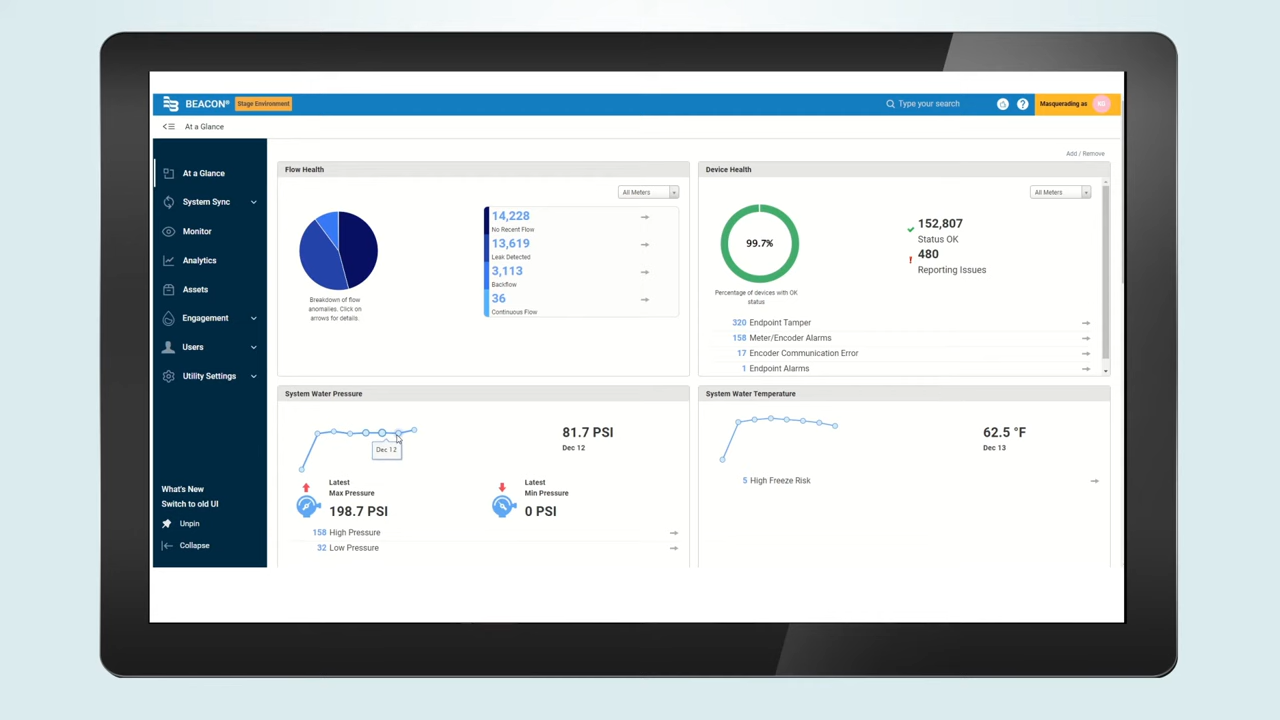 BEACON® Stage Environment
Type your search
?
Masquerading as
At a Glance
Add / Remove
At a Glance
System Sync
Monitor
Analytics
Assets
Engagement
Users
Utility Settings
What's New
Switch to old UI
Unpin
Collapse
Flow Health
All Meters
Breakdown of flow
anomalies. Click on
arrows for details.
14,228
No Recent Flow
13,619
Leak Detected
3,113
Backflow
36
Continuous Flow
Device Health
All Meters
99.7%
Percentage of devices with OK
status
152,807
Status OK
480
Reporting Issues
320 Endpoint Tamper
158 Meter/Encoder Alarms
17 Encoder Communication Error
1 Endpoint Alarms
System Water Pressure
Dec 12
81.7 PSI
Dec 12
Latest
Max Pressure
198.7 PSI
Latest
Min Pressure
0 PSI
158 High Pressure
32 Low Pressure
System Water Temperature
62.5 °F
Dec 13
5 High Freeze Risk